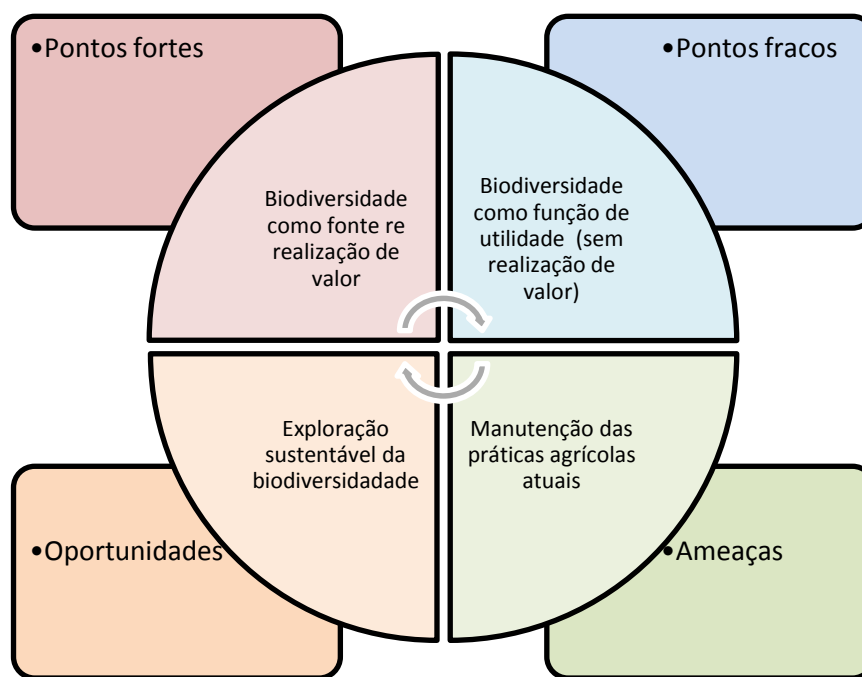 •Pontos fortes
•Pontos fracos
Biodiversidade
como fonte re
realização de
valor
Biodiversidade
como função de
utilidade (sem
realização de
valor)
Exploração
sustentável da
biodiversidadade
Manutenção das
práticas agrícolas
atuais
•Oportunidades
•Ameaças